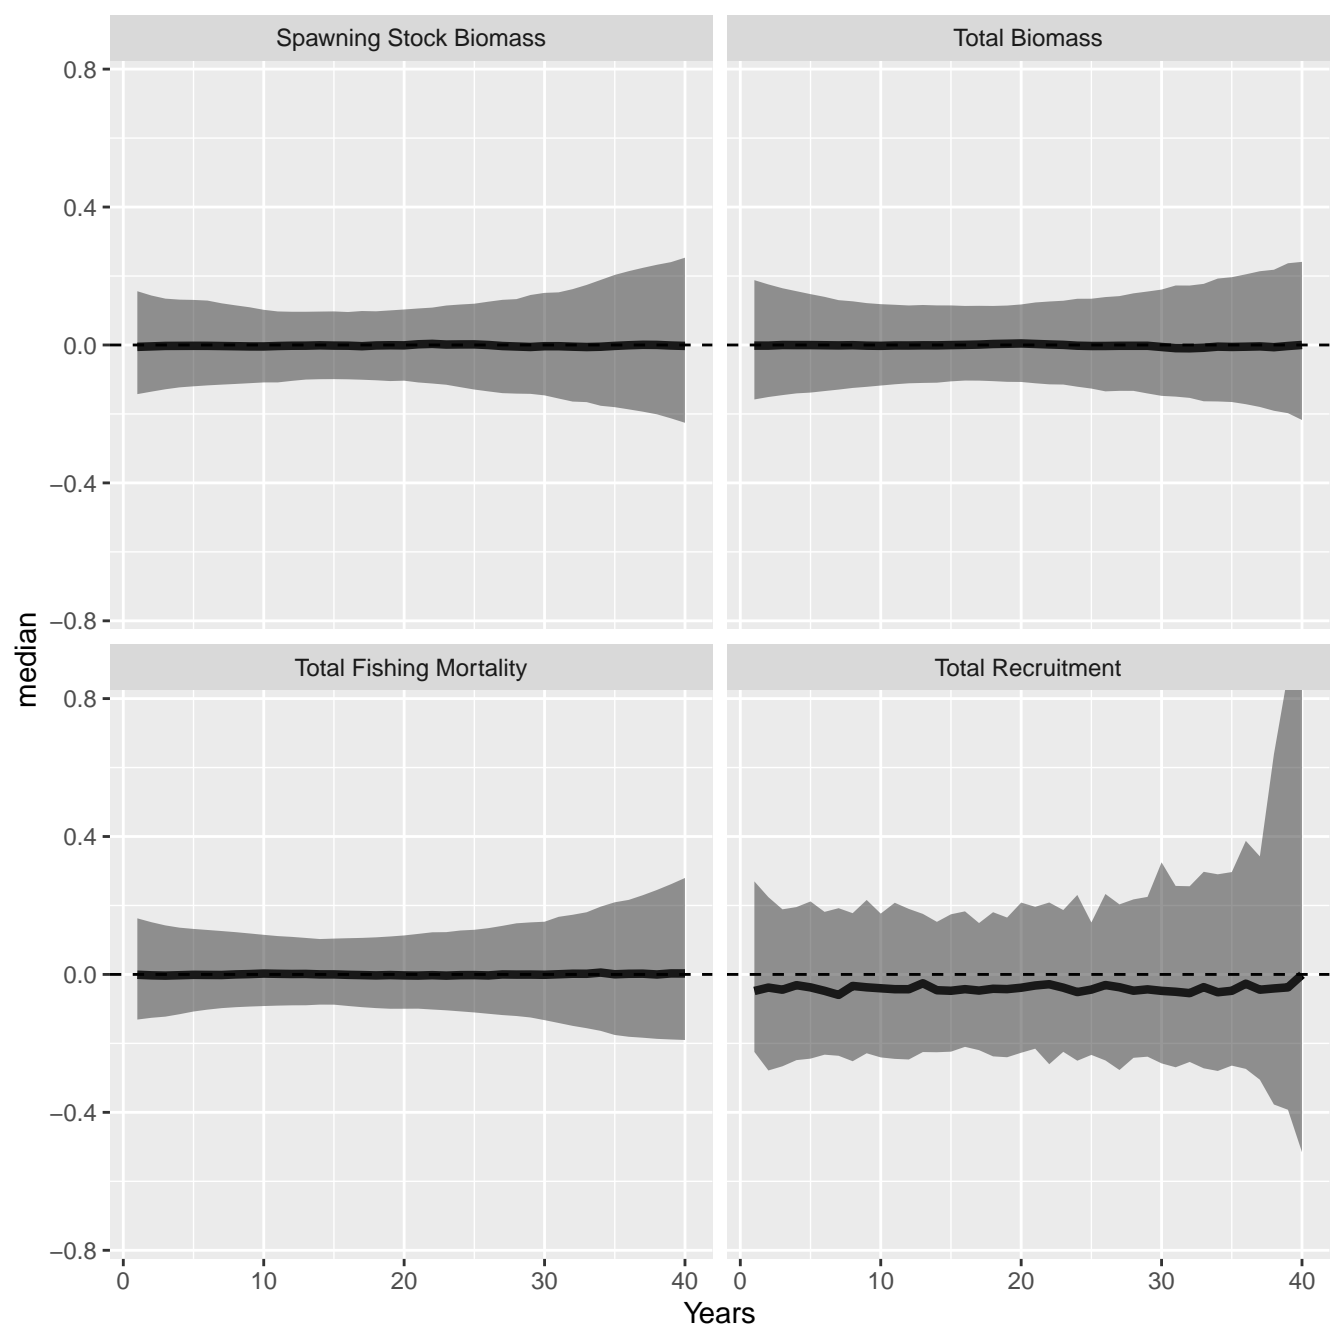 Spawning Stock Biomass
Total Biomass
0.8
0.4
0.0
−0.4
−0.8
median
Total Fishing Mortality
Total Recruitment
0.8
0.4
0.0
−0.4
−0.8
0 10 20 30 40
0 10 20 30 40
Years